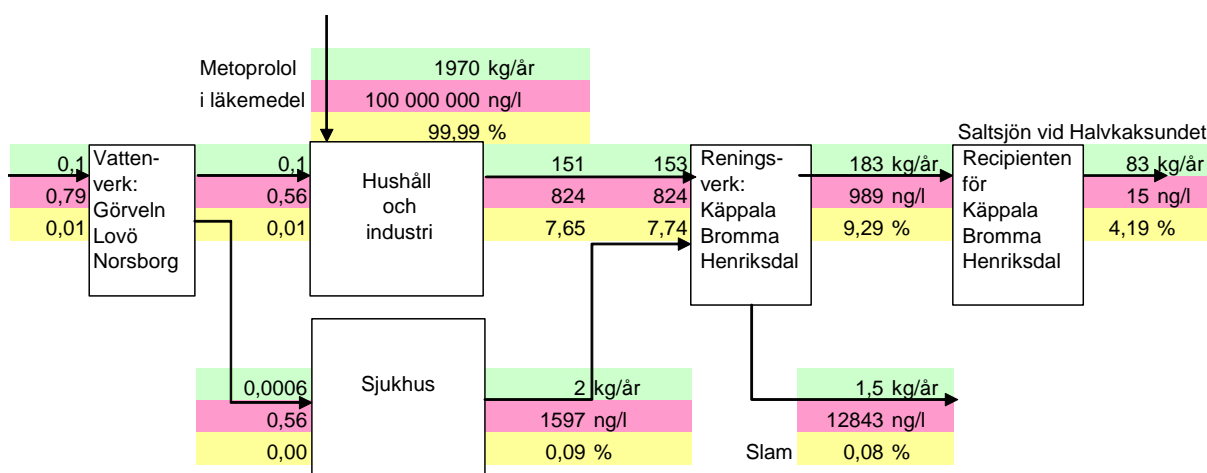 Metoprolol 1970 kg/år
i läkemedel 100 000 000 ng/l
99,99 %
Saltsjön vid Halvkaksundet
0,1
0,79
0,01
Vatten-
verk:
Görveln
Lovö
Norsborg
0,1
0,56
0,01
Hushåll
och
industri
151 153
824 824
7,65 7,74
Renings-
verk:
Käppala
Bromma
Henriksdal
183 kg/år
989 ng/l
9,29 %
Recipienten
för
Käppala
Bromma
Henriksdal
83 kg/år
15 ng/l
4,19 %
0,0006
0,56
0,00
Sjukhus
2 kg/år
1597 ng/l
0,09 %
1,5 kg/år
12843 ng/l
Slam 0,08 %